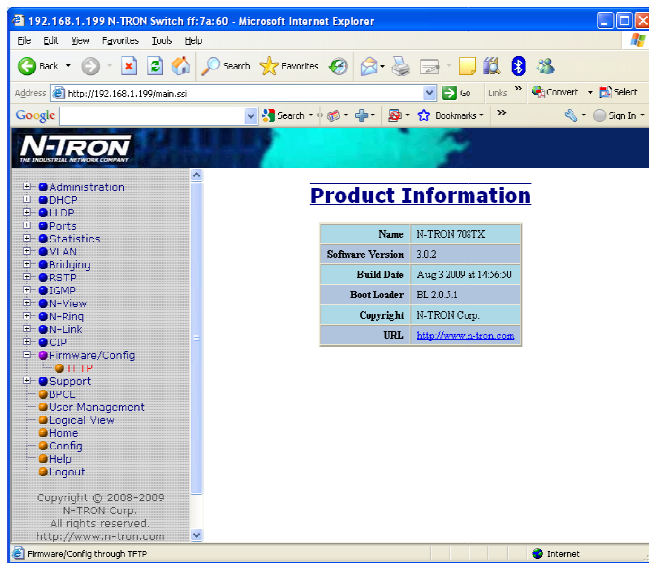 192.168.1.199 N-TRON Switch ff:7a:60 - Microsoft Internet Explorer
File Edit View Favorites Tools Help
Back Search Favorites
Address http://192.168.1.199/main.ssi Go Links » Convert Select
Google Search Bookmarks » Sign In
N-TRON
THE INDUSTRIAL NETWORK COMPANY
Administration
DHCP
LLDP
Ports
Statistics
VLAN
Bridging
RSTP
IGMP
N-View
N-Ring
N-Link
CIP
Firmware/Config
TFTP
Support
BPCL
User Management
Logical View
Home
Config
Help
Logout
Copyright © 2008-2009
N-TRON Corp.
All rights reserved.
http://www.n-tron.com
Product Information
Name N-TRON 708TX
Software Version 3.0.2
Build Date Aug 3 2009 at 14:56:50
Boot Loader BL 2.0.5.1
Copyright N-TRON Corp.
URL http://www.n-tron.com
Firmware/Config through TFTP Internet